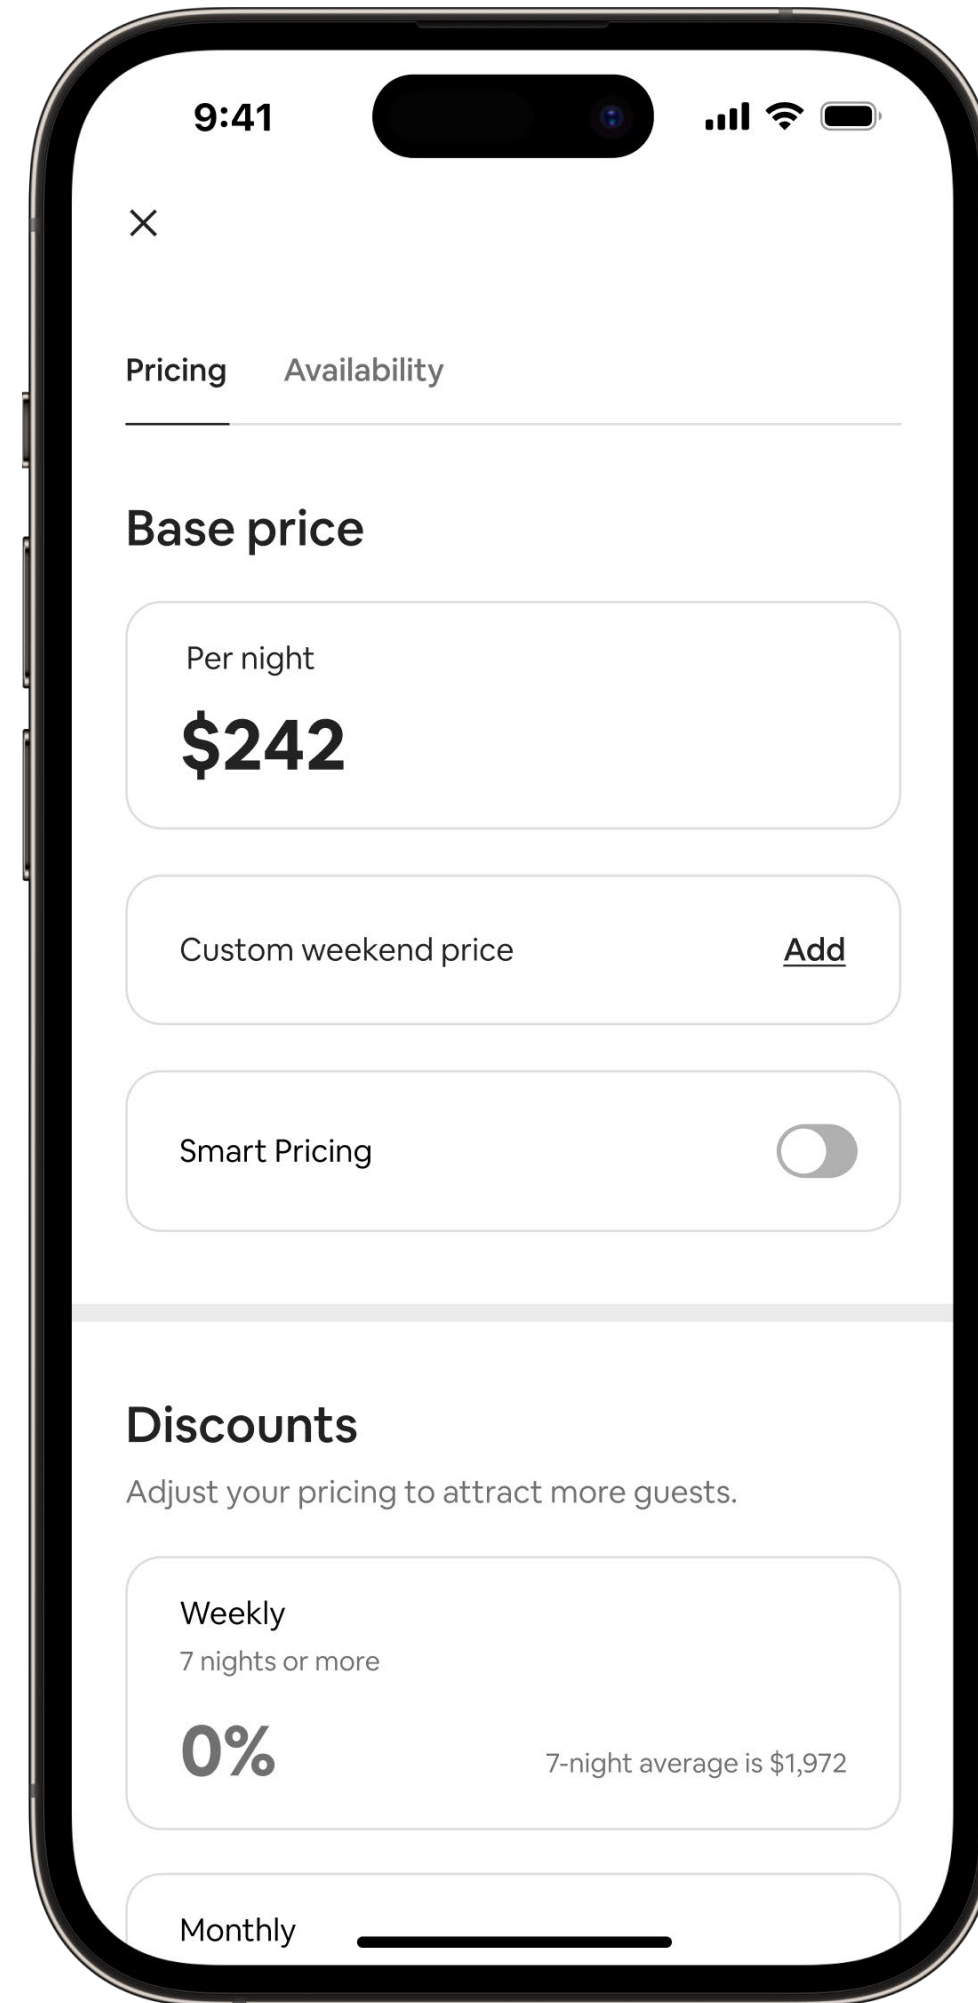 9:41
Pricing Availability
Base price
Per night
$242
Custom weekend price Add
Smart Pricing
Discounts
Adjust your pricing to attract more guests.
Weekly
7 nights or more
0% 7-night average is $1,972
Monthly